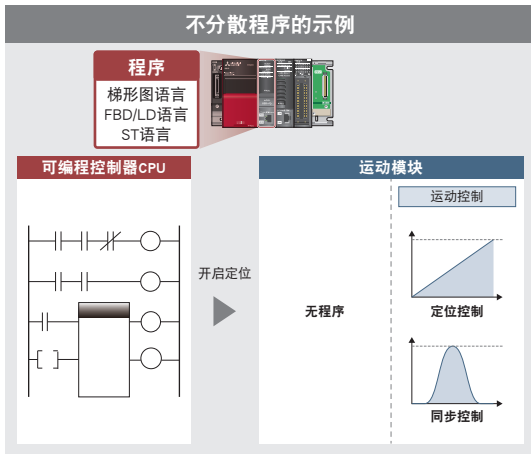 不分散程序的示例
程序
梯形图语言
FBD/LD语言
ST语言
可编程控制器CPU
运动模块
运动控制
开启定位
无程序
定位控制
同步控制